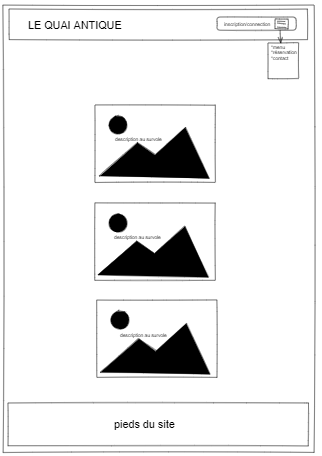 LE QUAI ANTIQUE
inscription/connection
*menu
*réservation
*contact
description au survole
description au survole
description au survole
pieds du site